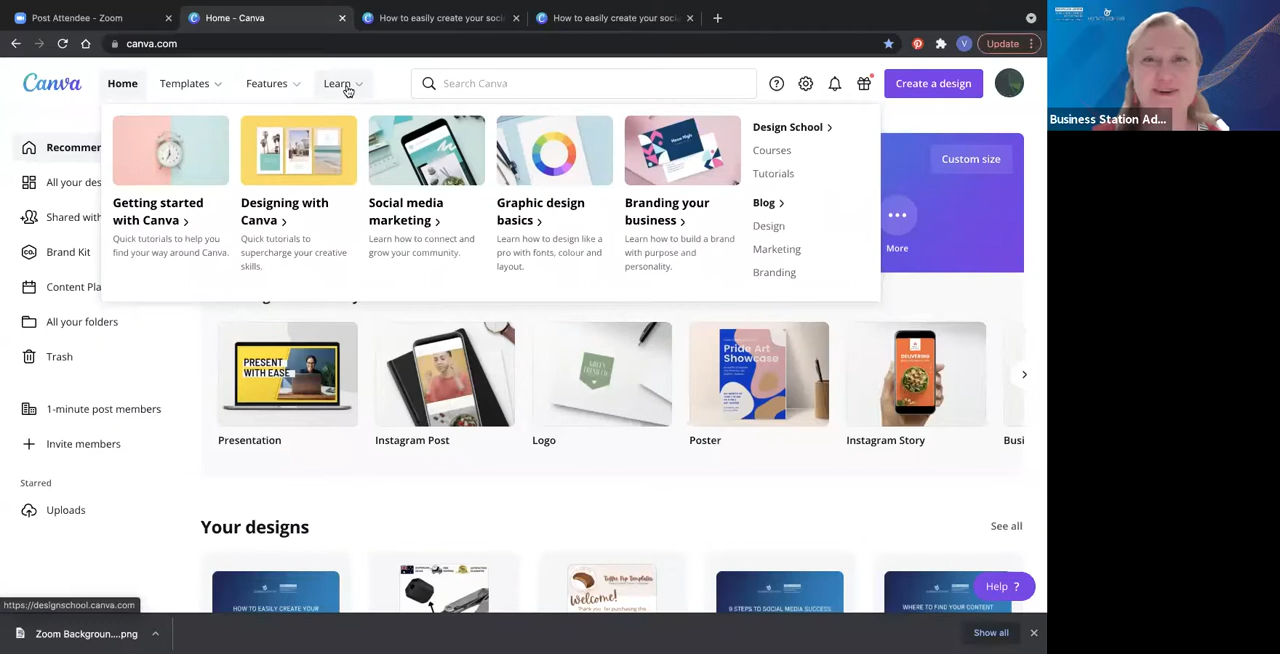 Post Attendee - Zoom
Home - Canva
How to easily create your soci
How to easily create your soci
canva.com
V
Update
Canva
Home
Templates
Features
Learn
Search Canva
Create a design
Recommen
All your des
Shared with
Brand Kit
Content Pla
All your folders
Trash
1-minute post members
Invite members
Starred
Uploads
Getting started
with Canva
Quick tutorials to help you
find your way around Canva.
Designing with
Canva
Quick tutorials to
supercharge your creative
skills.
Social media
marketing
Learn how to connect and
grow your community.
Graphic design
basics
Learn how to design like a
pro with fonts, colour and
layout.
Branding your
business
Learn how to build a brand
with purpose and
personality.
Design School
Courses
Tutorials
Blog
Design
Marketing
Branding
Custom size
More
PRESENT
WITH EASE
Pride Art
Showcase
DELIVERING
Presentation
Instagram Post
Logo
Poster
Instagram Story
Busi
Your designs
See all
HOW TO EASILY CREATE YOUR
Toffee Pop Templates
Welcome!
Thank you for purchasing the
9 STEPS TO SOCIAL MEDIA SUCCESS
WHERE TO FIND YOUR CONTENT
Help ?
https://designschool.canva.com
Zoom Backgroun....png
Show all
Business Station Ad...